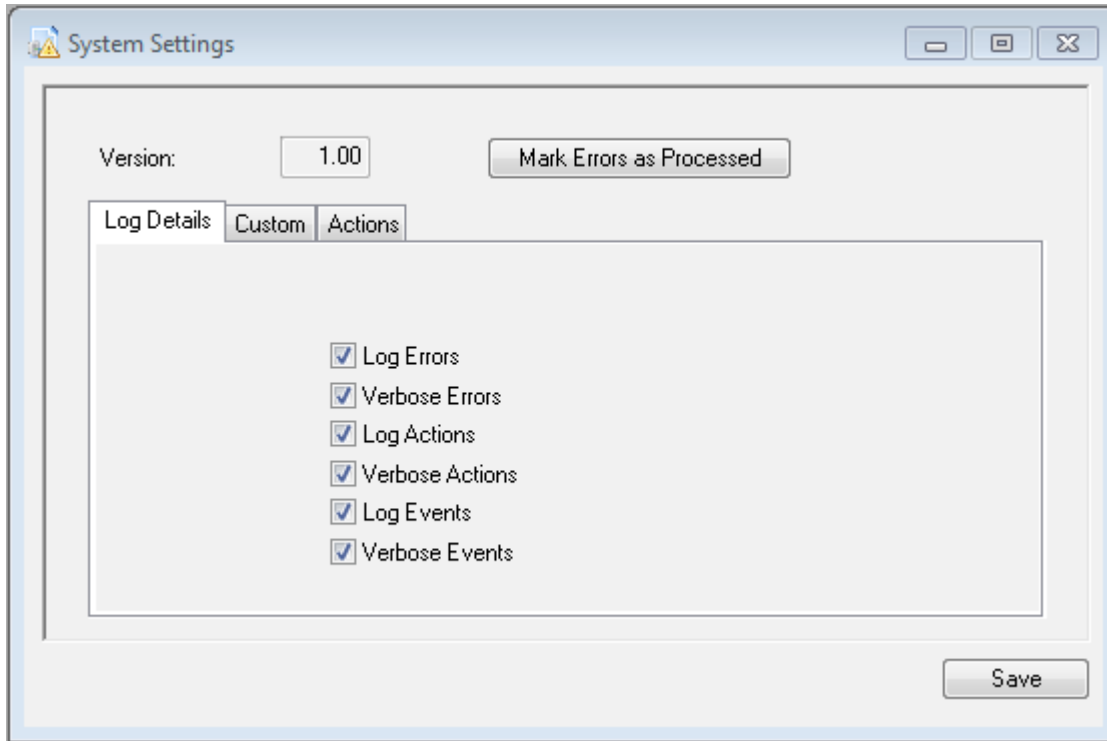 System Settings
Version: 1.00 Mark Errors as Processed
Log Details Custom Actions
Log Errors
Verbose Errors
Log Actions
Verbose Actions
Log Events
Verbose Events
Save